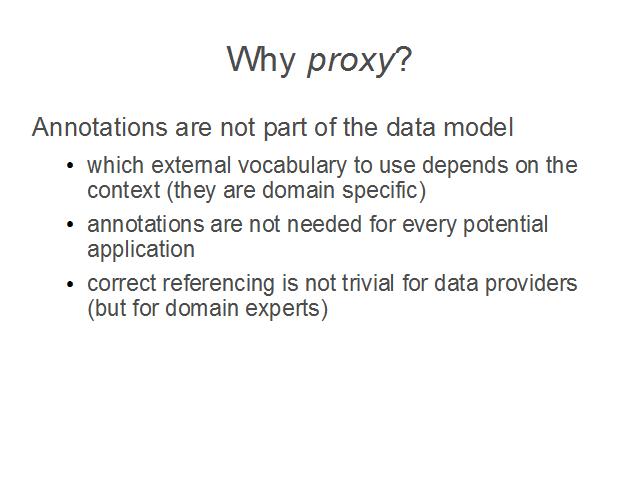 Why proxy?
Annotations are not part of the data model
• which external vocabulary to use depends on the
context (they are domain specific)
• annotations are not needed for every potential
application
• correct referencing is not trivial for data providers
(but for domain experts)